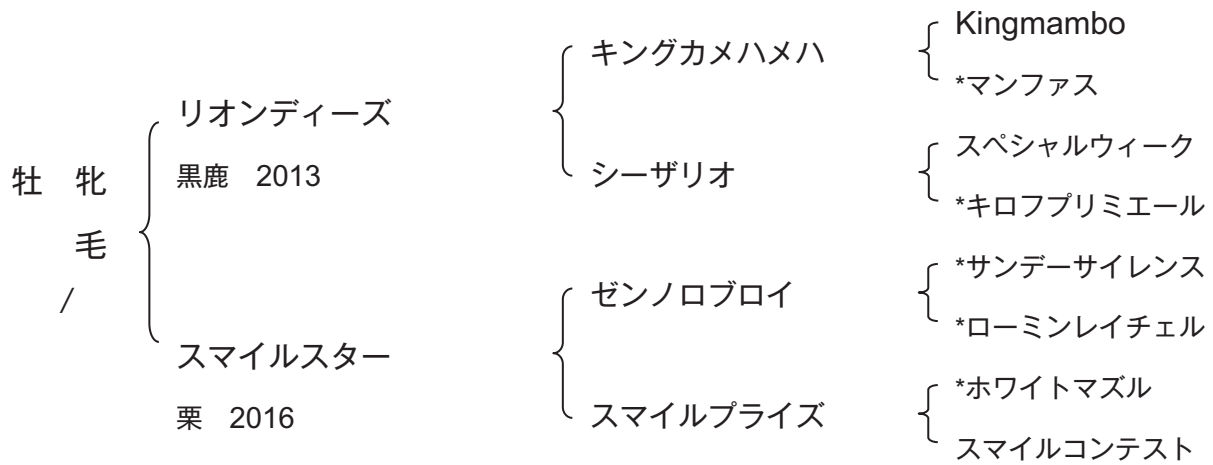 牡 牝
毛
/
リオンディーズ
黒鹿 2013
スマイルスター
栗 2016
キングカメハメハ
シーザリオ
ゼンノロブロイ
スマイルプライズ
Kingmambo
*マンファス
スペシャルウィーク
*キロフプリミエール
*サンデーサイレンス
*ローミンレイチェル
*ホワイトマズル
スマイルコンテスト